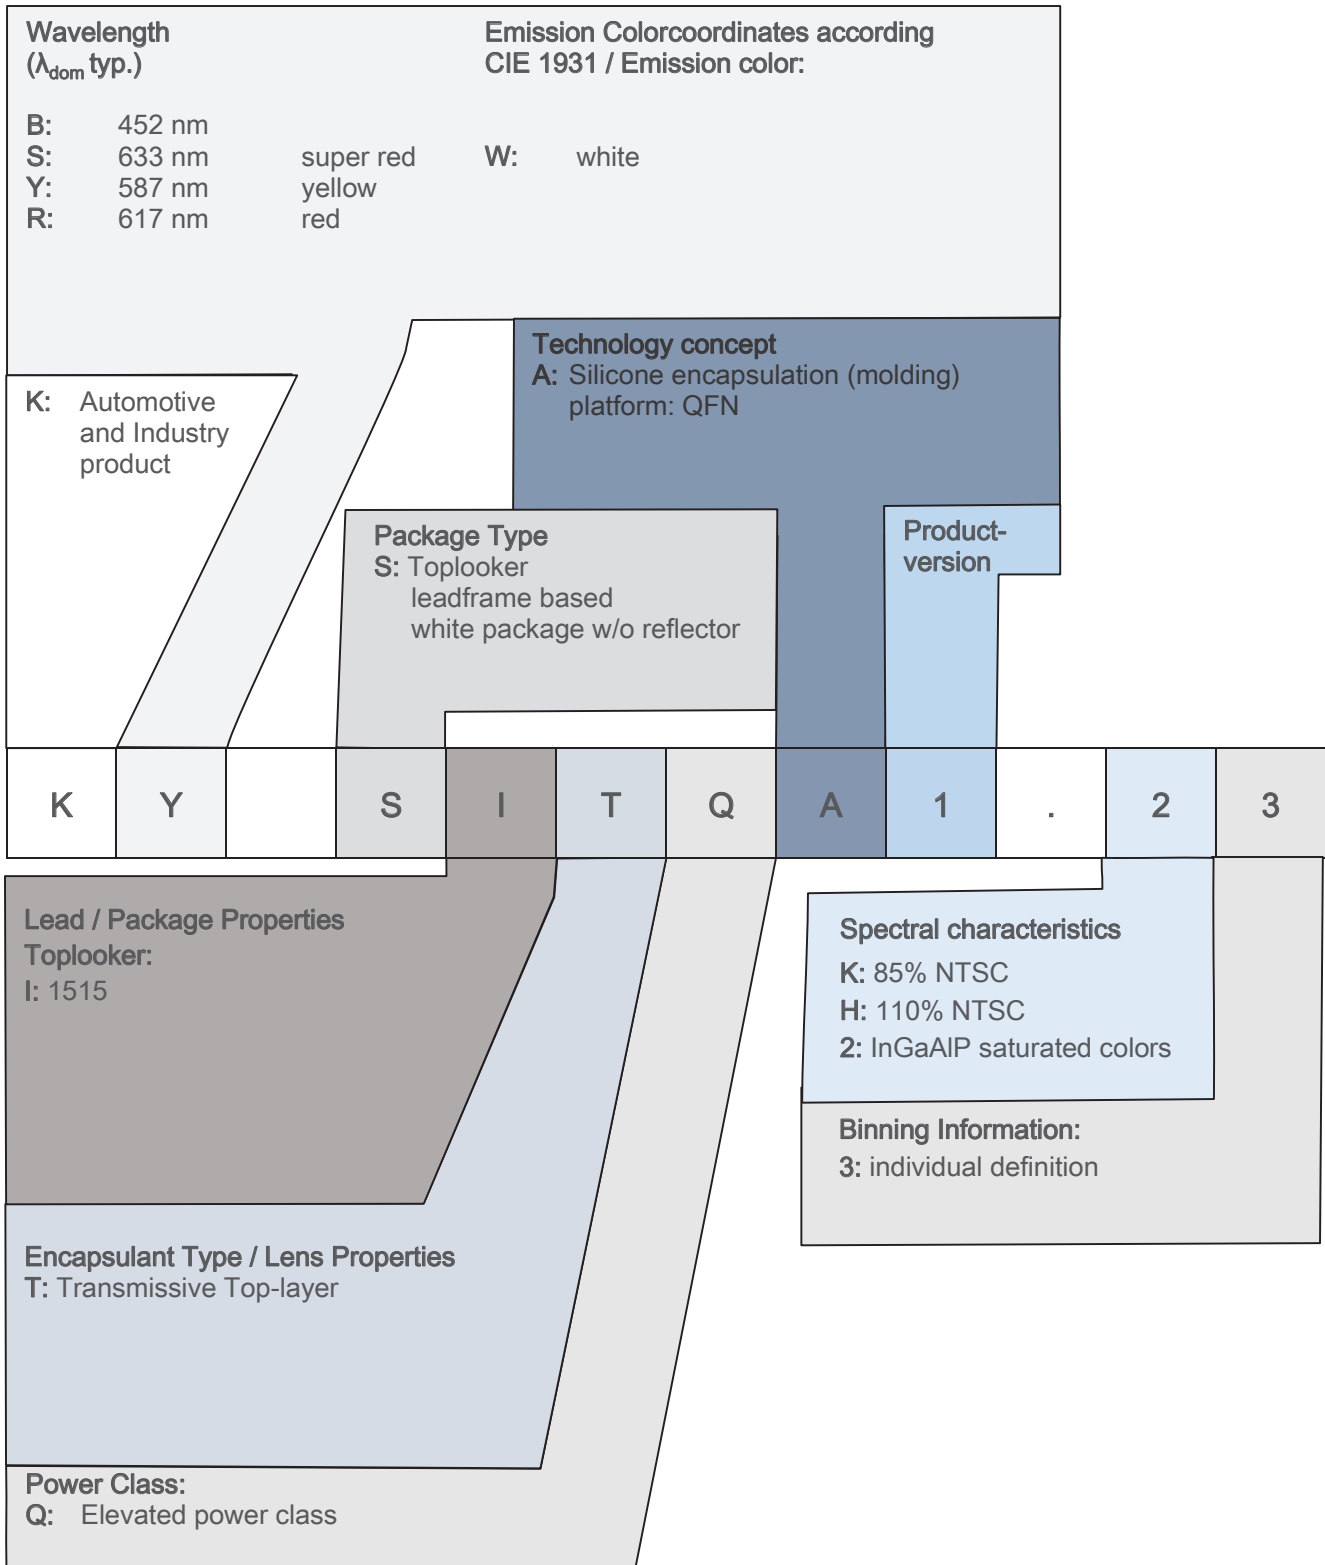 Wavelength
(λdom typ.)
Emission Colorcoordinates according
CIE 1931 / Emission color:
B: 452 nm
S: 633 nm super red
Y: 587 nm yellow
R: 617 nm red
W: white
Technology concept
A: Silicone encapsulation (molding)
platform: QFN
K: Automotive
and Industry
product
Package Type
S: Toplooker
leadframe based
white package w/o reflector
Product-
version
K Y S I T Q A 1 . 2 3
Lead / Package Properties
Toplooker:
I: 1515
Spectral characteristics
K: 85% NTSC
H: 110% NTSC
2: InGaAlP saturated colors
Binning Information:
3: individual definition
Encapsulant Type / Lens Properties
T: Transmissive Top-layer
Power Class:
Q: Elevated power class